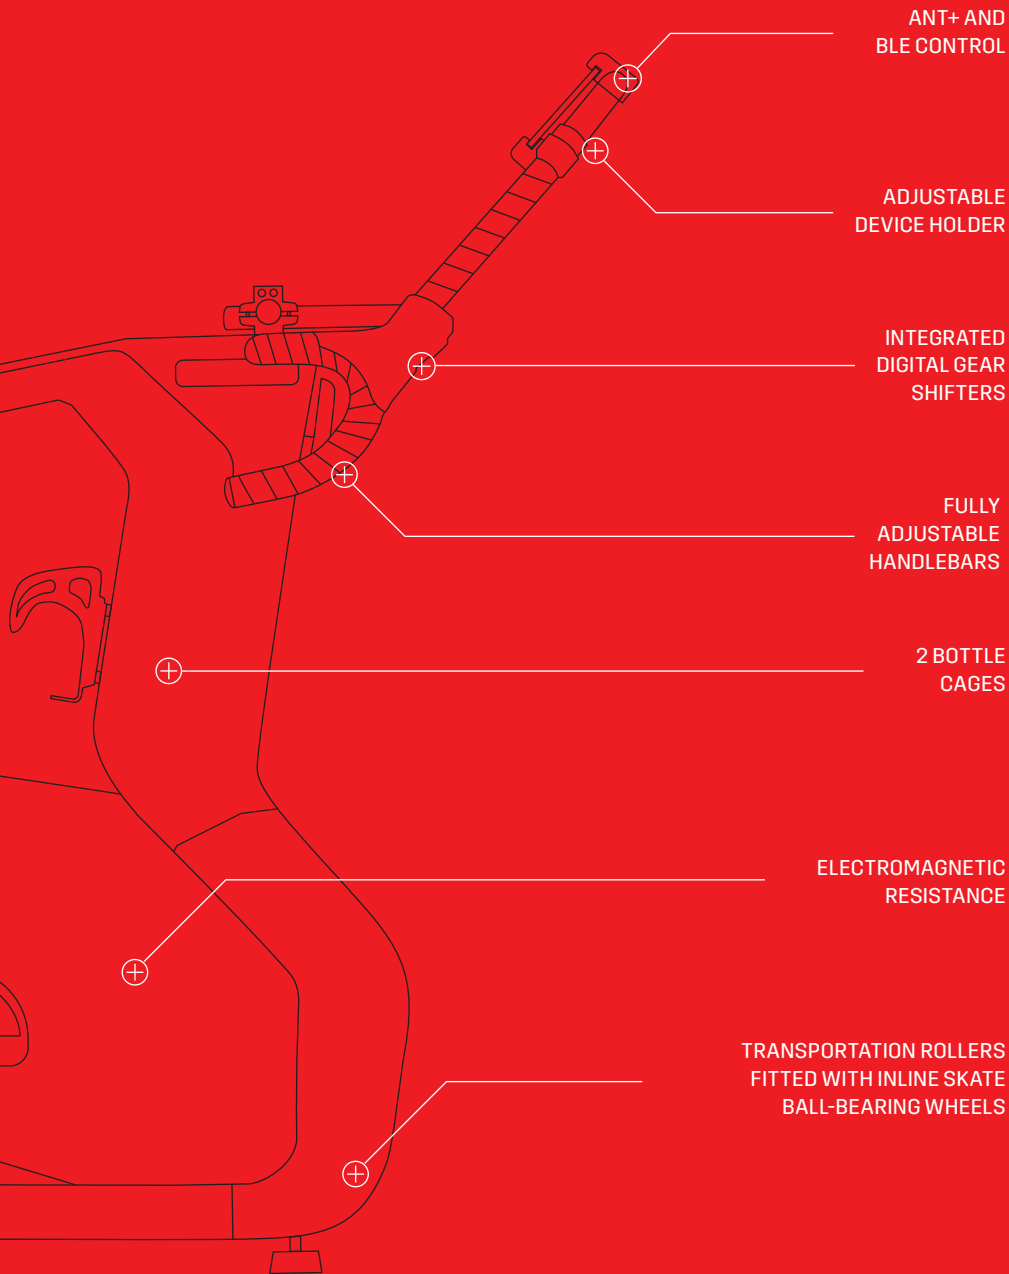 ANT+ AND
BLE CONTROL
ADJUSTABLE
DEVICE HOLDER
INTEGRATED
DIGITAL GEAR
SHIFTERS
FULLY
ADJUSTABLE
HANDLEBARS
2 BOTTLE
CAGES
ELECTROMAGNETIC
RESISTANCE
TRANSPORTATION ROLLERS
FITTED WITH INLINE SKATE
BALL-BEARING WHEELS